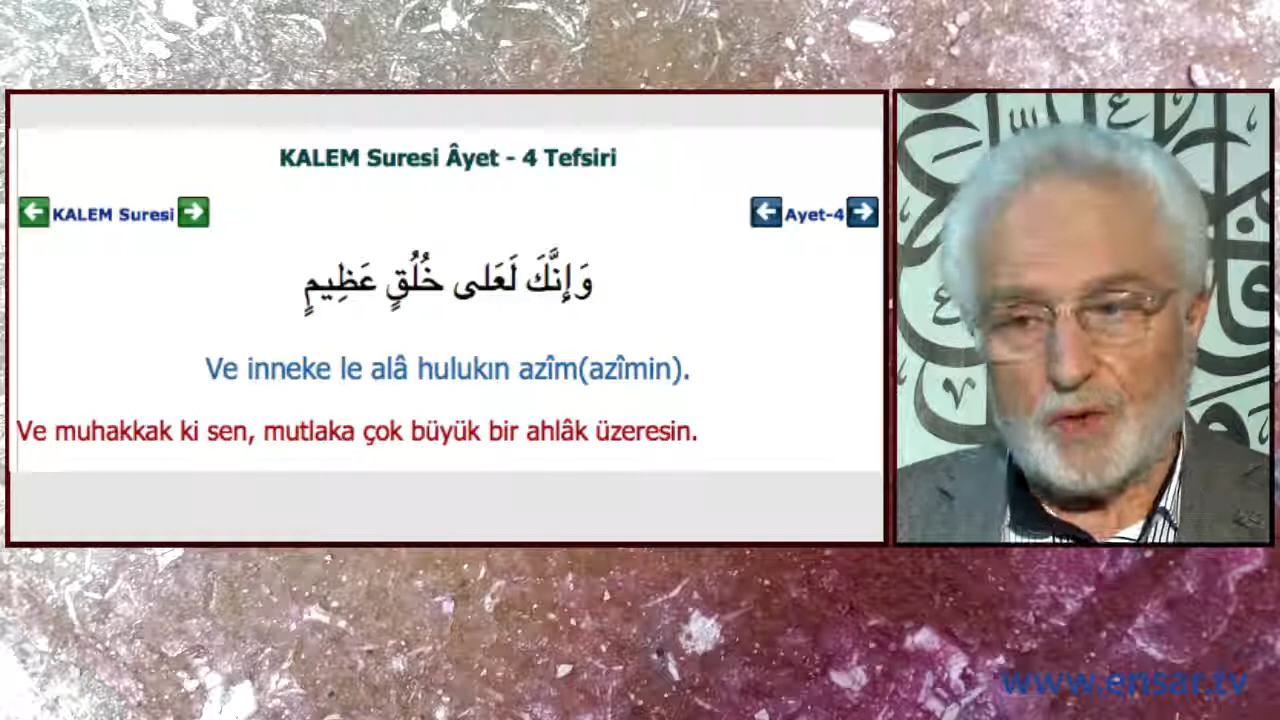 KALEM Suresi Âyet - 4 Tefsiri
KALEM Suresi
Ayet-4
وَإِنَّكَ لَعَلى خُلُقٍ عَظِيمٍ
Ve inneke le alâ hulukın azîm(azîmin).
Ve muhakkak ki sen, mutlaka çok büyük bir ahlâk üzeresin.
www.ensar.tv